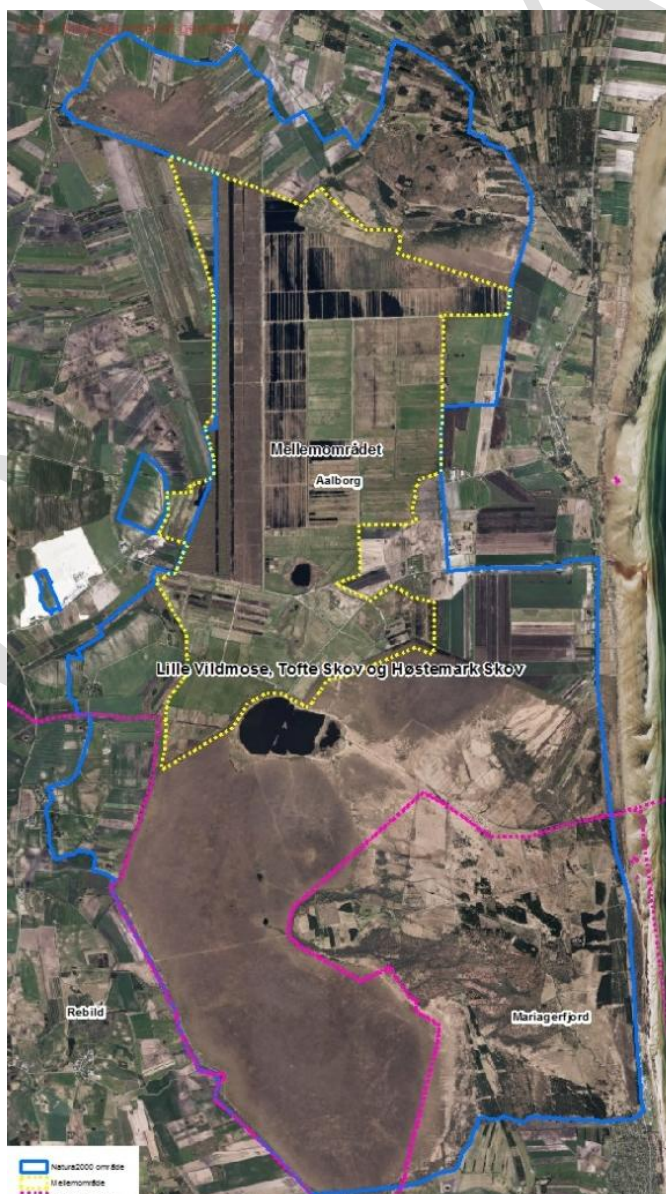 Mellemområdet
Aalborg
Lille Vildmose, Tofte Skov og Høstemark Skov
Rebild
Mariagerfjord
Natura2000 område
Mellemområde